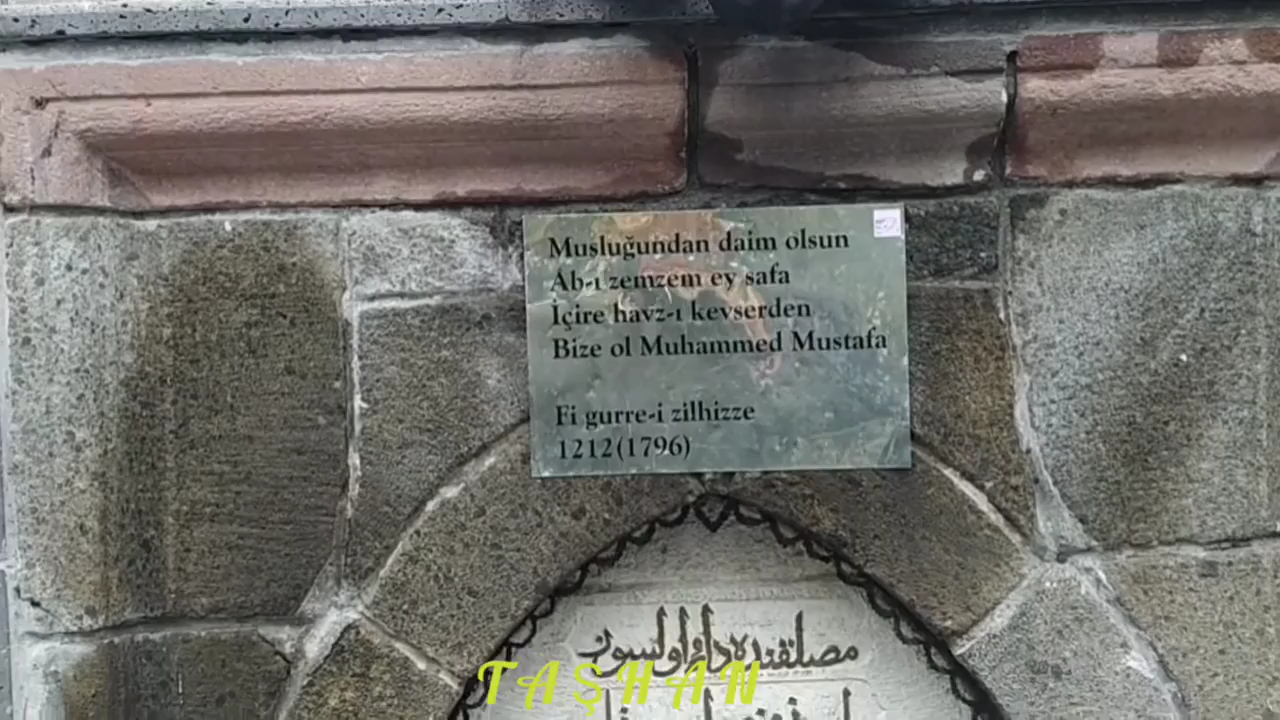 Musluğundan daim olsun
Ab-ı zemzem ey safa
İçire havz-ı kevserden
Bize ol Muhammed Mustafa
Fi gurre-i zilhizze
1212(1796)
TAŞHAN